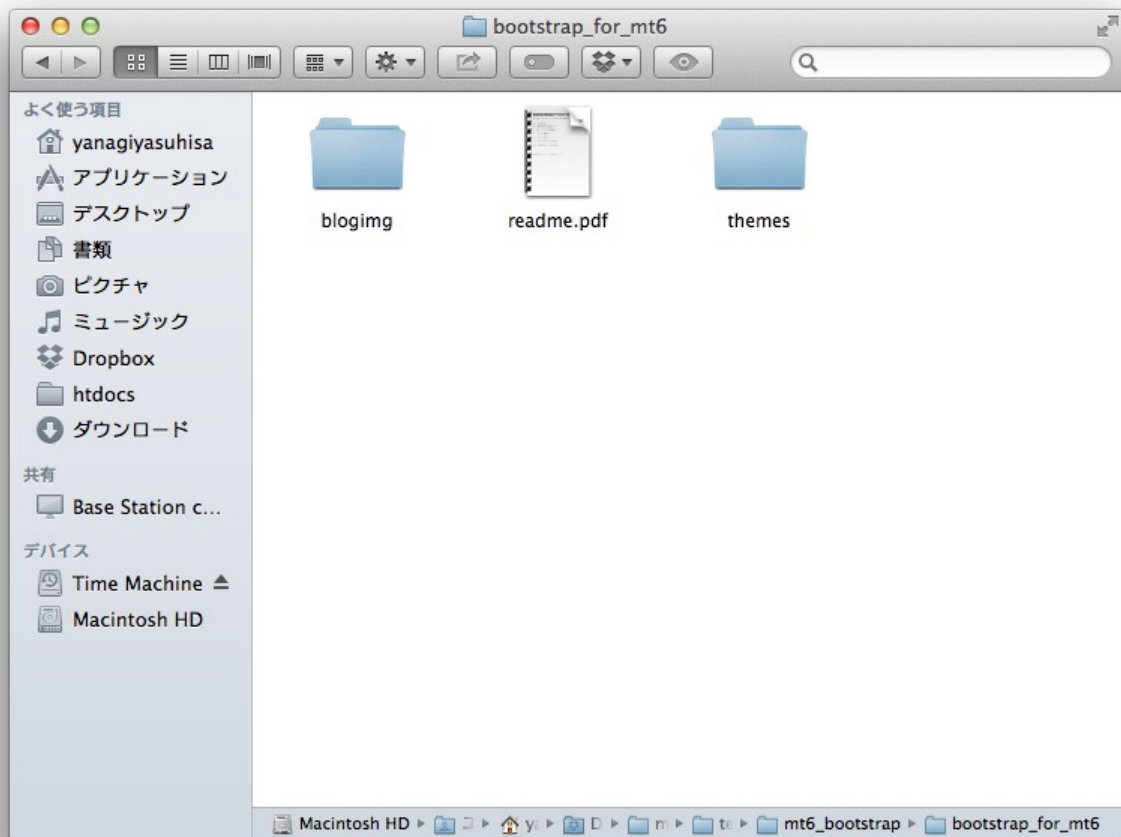 bootstrap_for_mt6
よく使う項目
yanagiyasuhisa
アプリケーション
デスクトップ
書類
ピクチャ
ミュージック
Dropbox
htdocs
ダウンロード
共有
Base Station c...
デバイス
Time Machine
Macintosh HD
blogimg
readme.pdf
themes
Macintosh HD コ y D m te mt6_bootstrap bootstrap_for_mt6